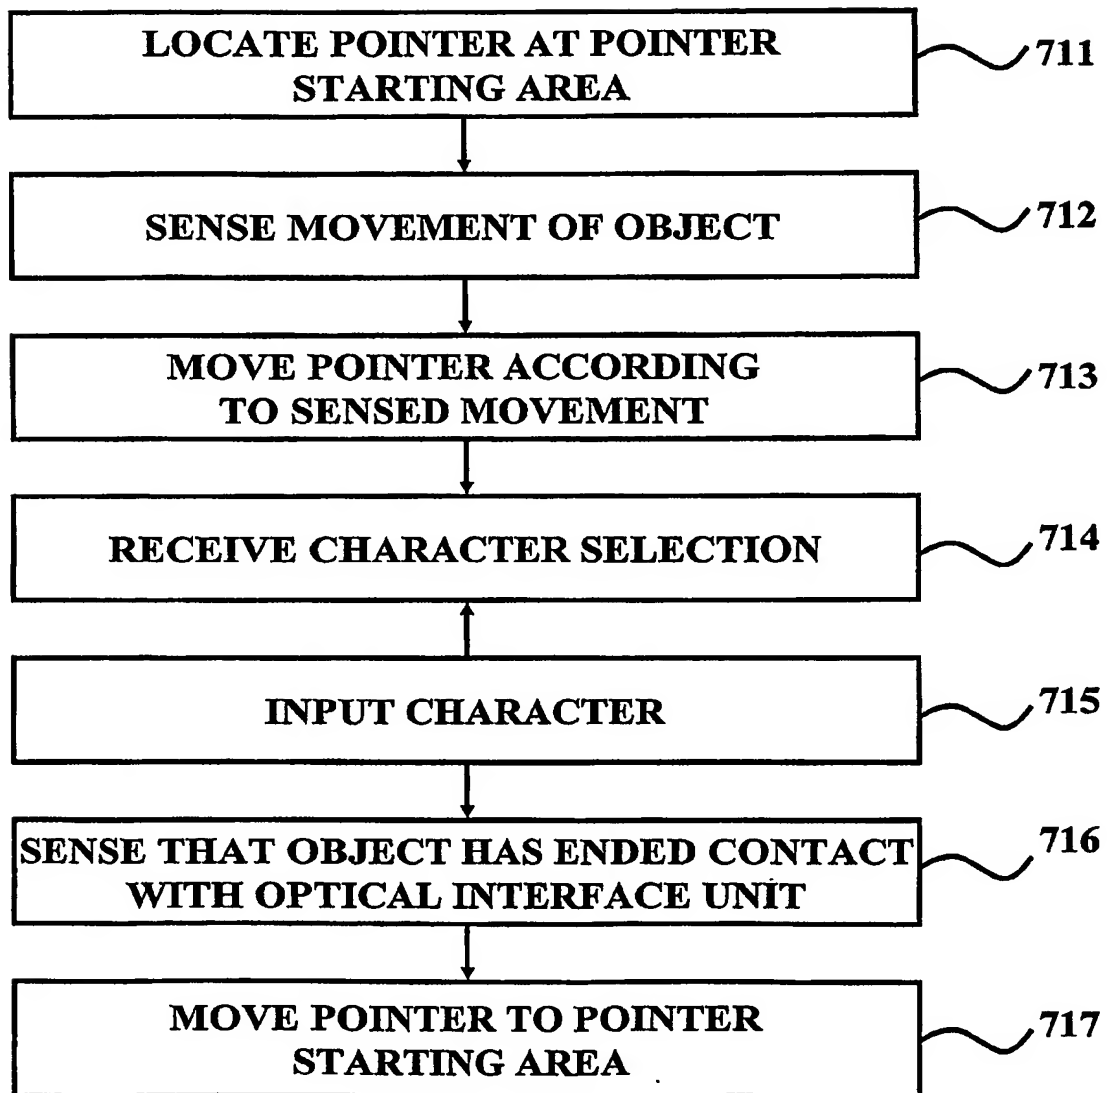 LOCATE POINTER AT POINTER
STARTING AREA
711
SENSE MOVEMENT OF OBJECT
712
MOVE POINTER ACCORDING
TO SENSED MOVEMENT
713
RECEIVE CHARACTER SELECTION
714
INPUT CHARACTER
715
SENSE THAT OBJECT HAS ENDED CONTACT
WITH OPTICAL INTERFACE UNIT
716
MOVE POINTER TO POINTER
STARTING AREA
717